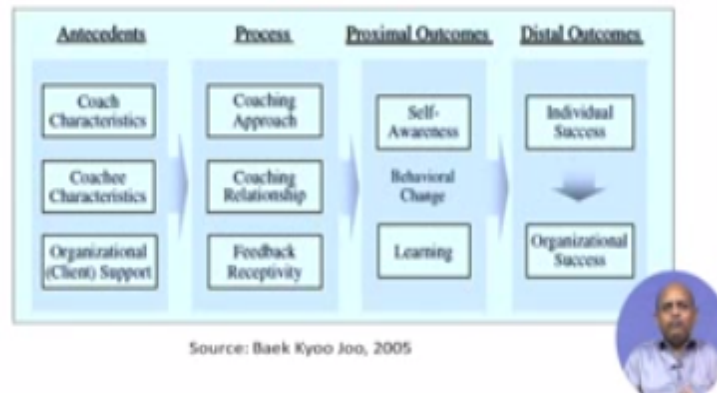 Antecedents
Process
Proximal Outcomes
Distal Outcomes
Coach
Characteristics
Coachee
Characteristics
Organizational
(Client) Support
Coaching
Approach
Coaching
Relationship
Feedback
Receptivity
Self-
Awareness
Behavioral
Change
Learning
Individual
Success
Organizational
Success
Source: Baek Kyoo Joo, 2005